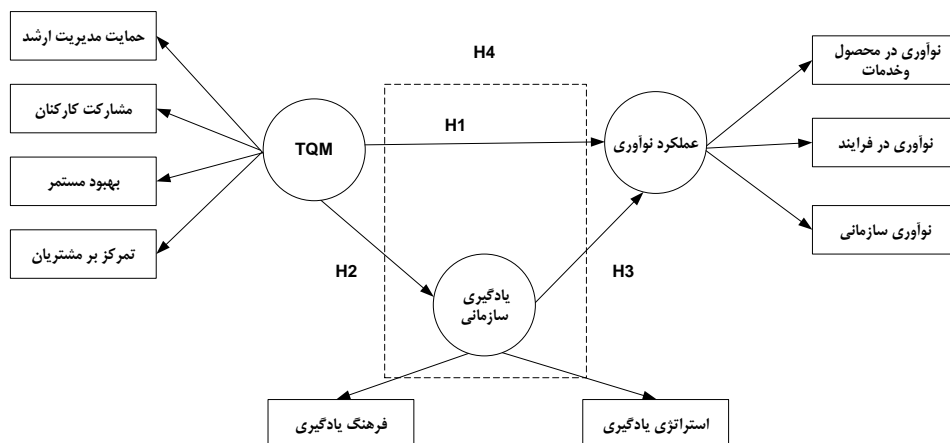 حمایت مدیریت ارشد
مشارکت کارکنان
بهبود مستمر
تمرکز بر مشتریان
TQM
H4
H1
H2
H3
یادگیری
سازمانی
فرهنگ یادگیری
استراتژی یادگیری
عملکرد نوآوری
نوآوری در محصول
وخدمات
نوآوری در فرایند
نوآوری سازمانی